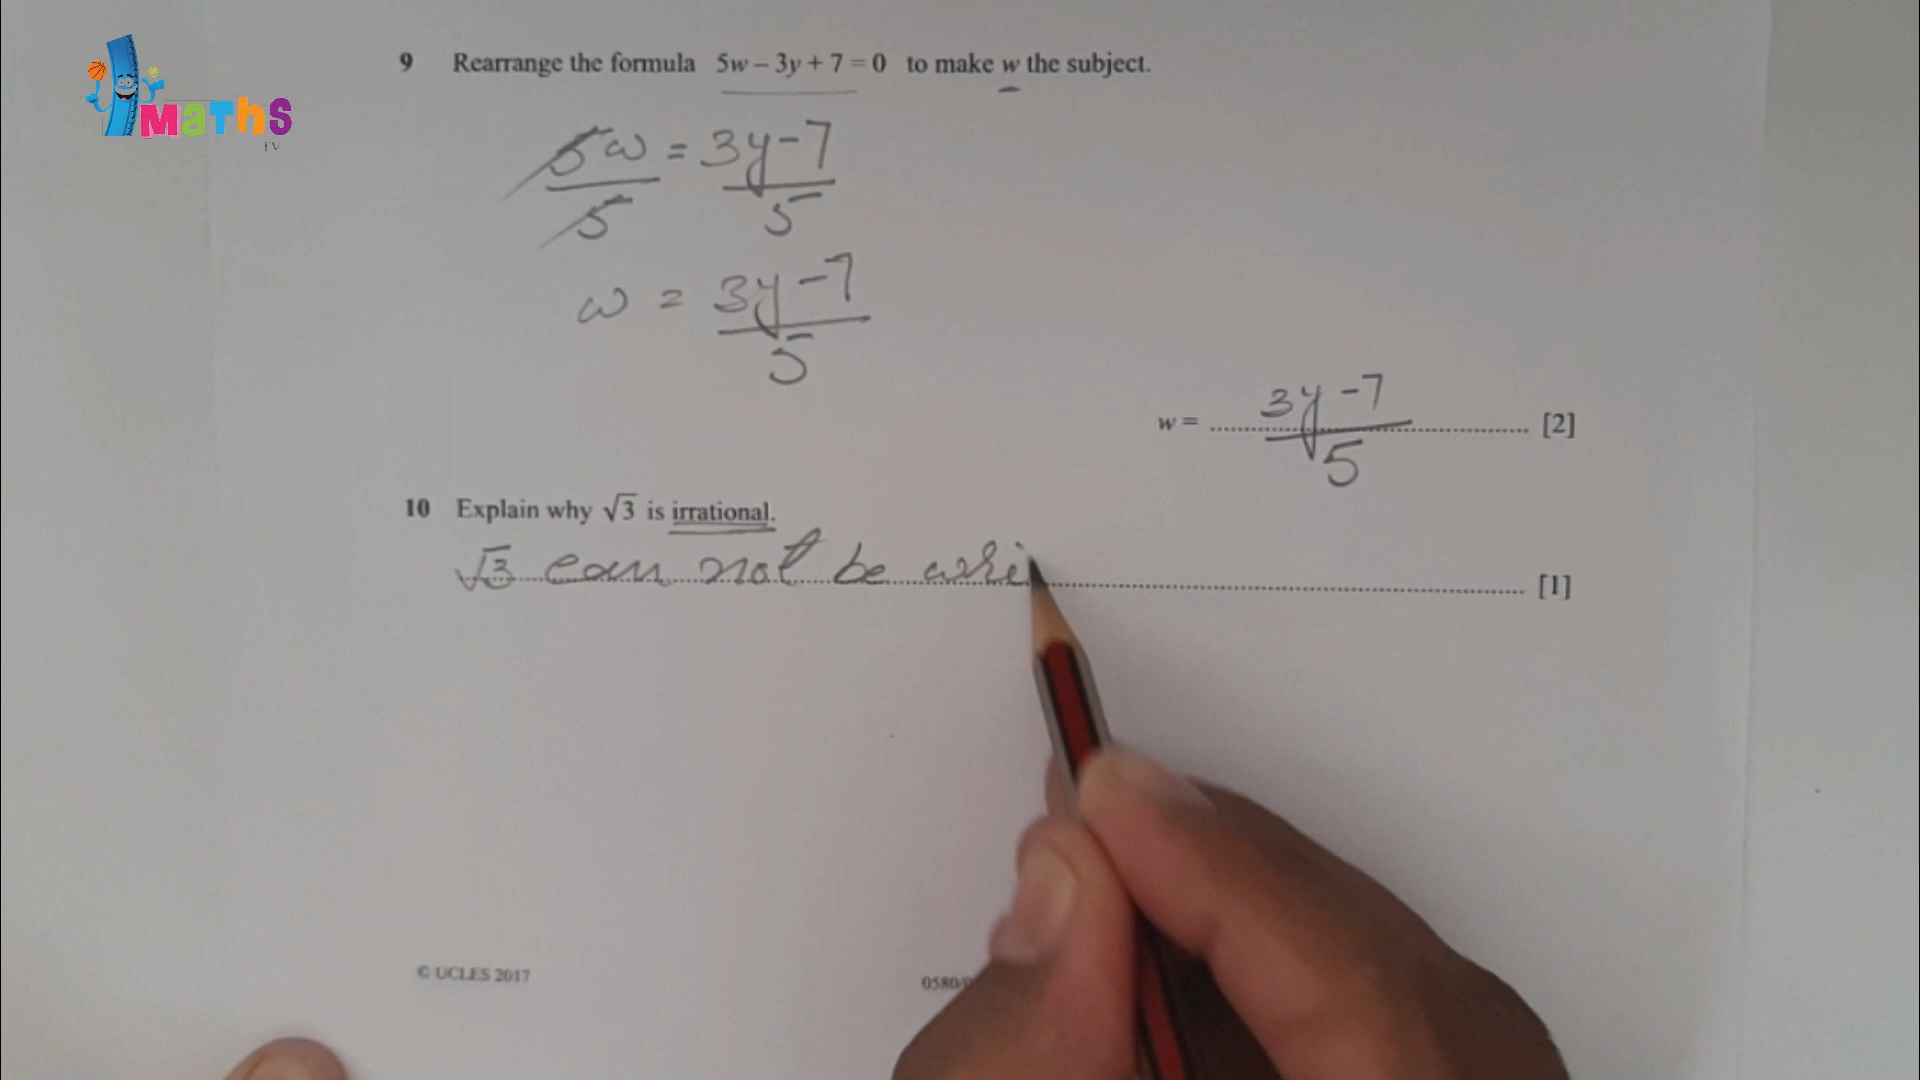 Maths
TV
9 Rearrange the formula 5w – 3y + 7 = 0 to make w the subject.
5w = 3y-7
5 5
w = 3y-7
5
w = 3y-7 [2]
5
10 Explain why √3 is irrational.
√3 can not be wri [1]
© UCLES 2017
0580/